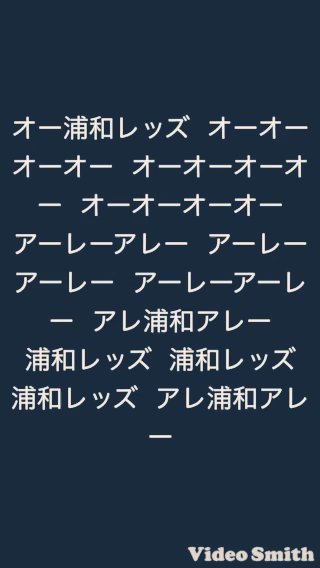 オー浦和レッズ オーオー
オーオー オーオーオーオ
ー オーオーオーオー
アーレーアレー アーレー
アーレー アーレーアーレ
ー アレ浦和アレー
浦和レッズ 浦和レッズ
浦和レッズ アレ浦和アレ
ー
Video Smith